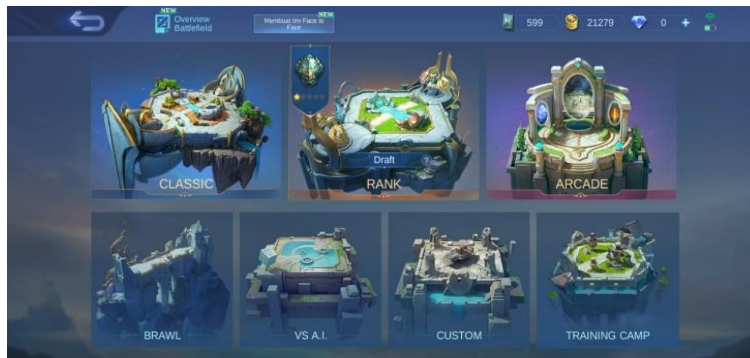 NEW
Overview
Battlefield
NEW
Membuat tim Face to
Face
599
21279
0
+
Draft
?
CLASSIC
RANK
ARCADE
BRAWL
VS A.I.
CUSTOM
TRAINING CAMP